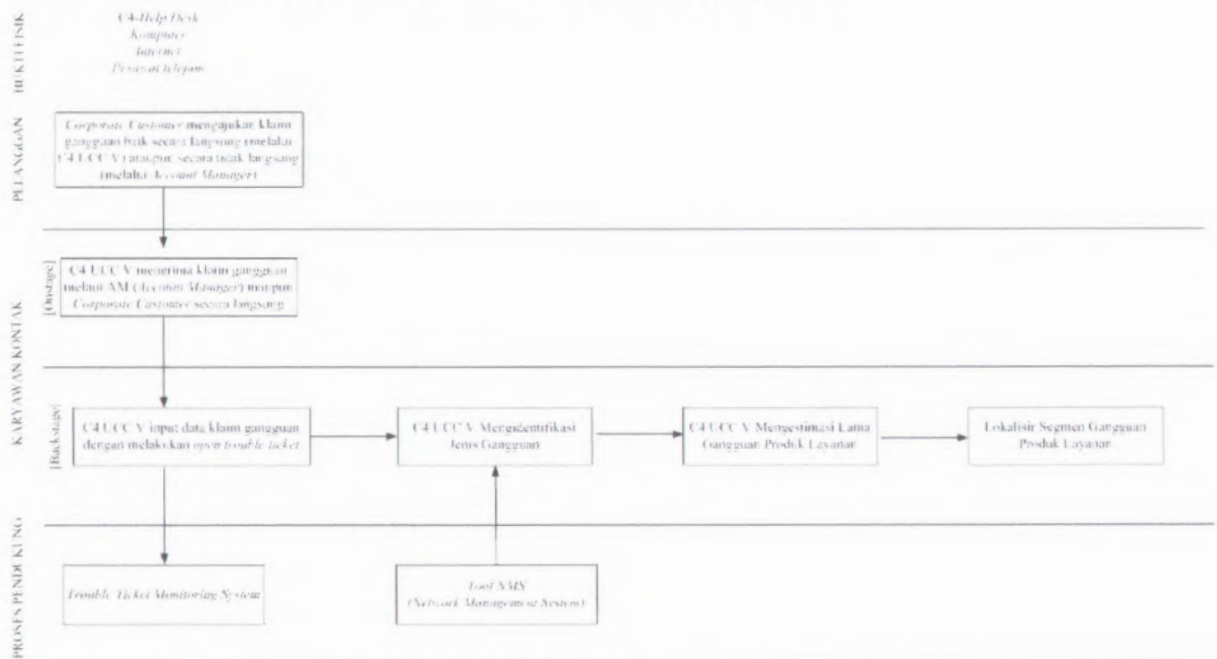 BUKTI FISIK
C4-Help Desk
Komputer
Internet
Pesawat telepon
PELANGGAN
Corporate Customer mengajukan klaim
gangguan baik secara langsung (melalui
C4 UCC V) ataupun secara tidak langsung
(melalui Account Manager)
KARYAWAN KONTAK
[Onstage]
C4 UCC V menerima klaim gangguan
melalui AM (Account Manager) maupun
Corporate Customer secara langsung
[Backstage]
C4 UCC V input data klaim gangguan
dengan melakukan open trouble ticket
C4 UCC V Mengidentifikasi
Jenis Gangguan
C4 UCC V Mengestimasi Lama
Gangguan Produk Layanan
Lokalisir Segmen Gangguan
Produk Layanan
PROSES PENDUKUNG
Trouble Ticket Monitoring System
Tool NMS
(Network Management System)